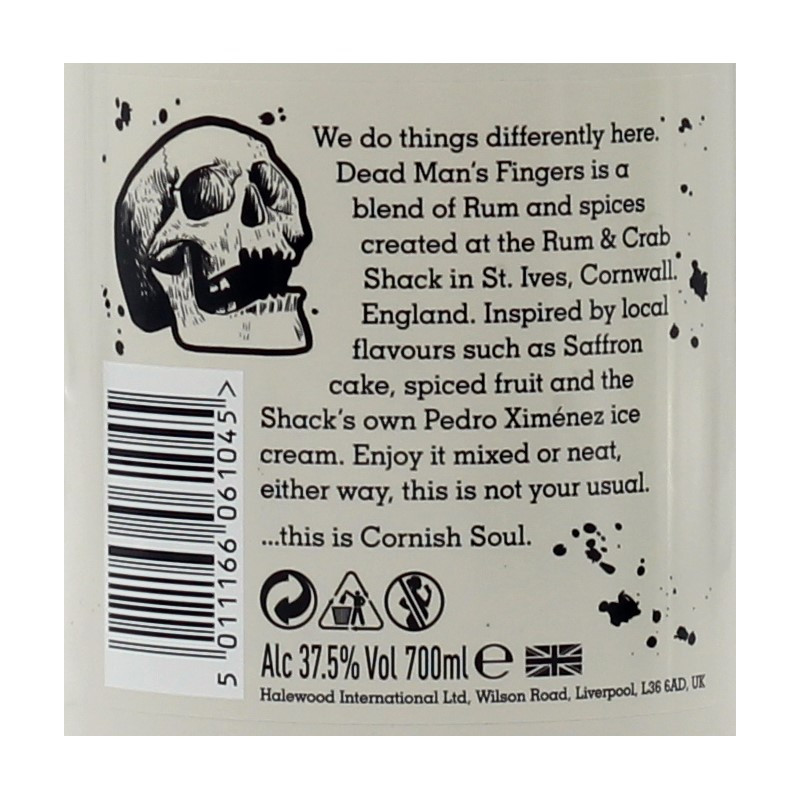 We do things differently here.
Dead Man's Fingers is a
blend of Rum and spices
created at the Rum & Crab
Shack in St. Ives, Cornwall.
England. Inspired by local
flavours such as Saffron
cake, spiced fruit and the
Shack's own Pedro Ximénez ice
cream. Enjoy it mixed or neat,
either way, this is not your usual.
...this is Cornish Soul.
Alc 37.5% Vol 700ml e
Halewood International Ltd, Wilson Road, Liverpool, L36 6AD, UK
5 011166 061045 >